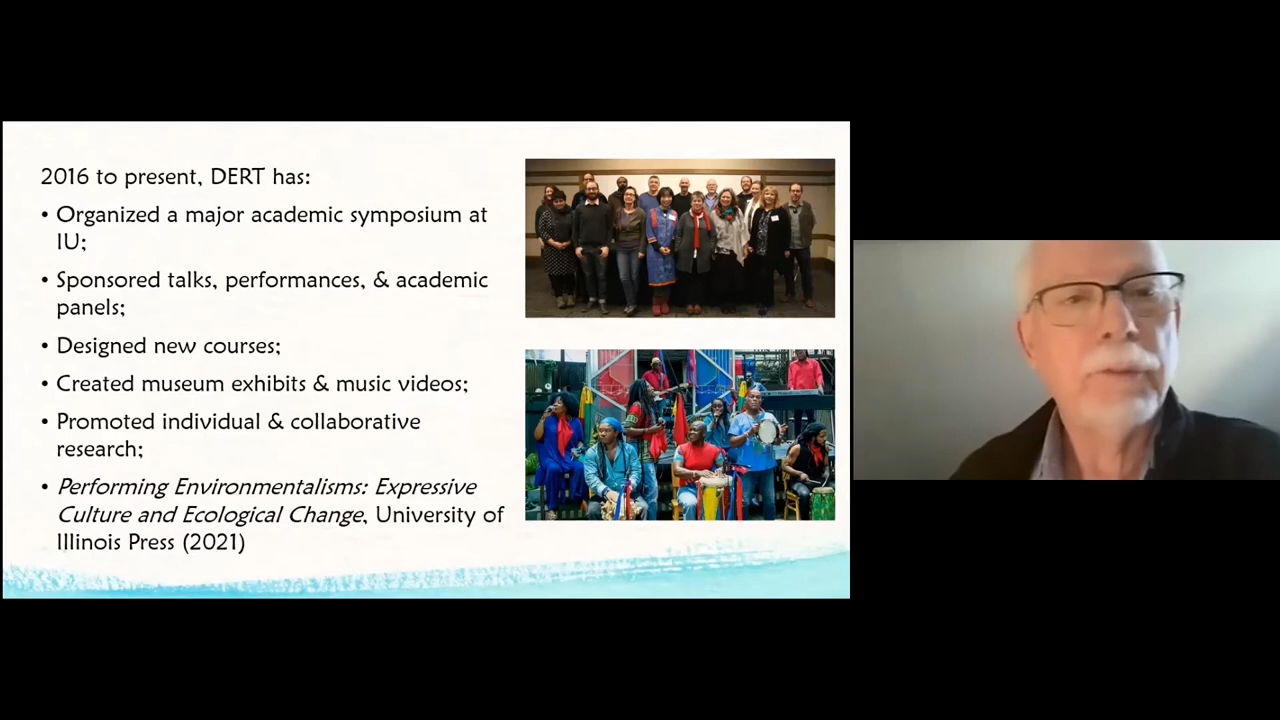 2016 to present, DERT has:
• Organized a major academic symposium at
IU;
• Sponsored talks, performances, & academic
panels;
• Designed new courses;
• Created museum exhibits & music videos;
• Promoted individual & collaborative
research;
• Performing Environmentalisms: Expressive
Culture and Ecological Change, University of
Illinois Press (2021)